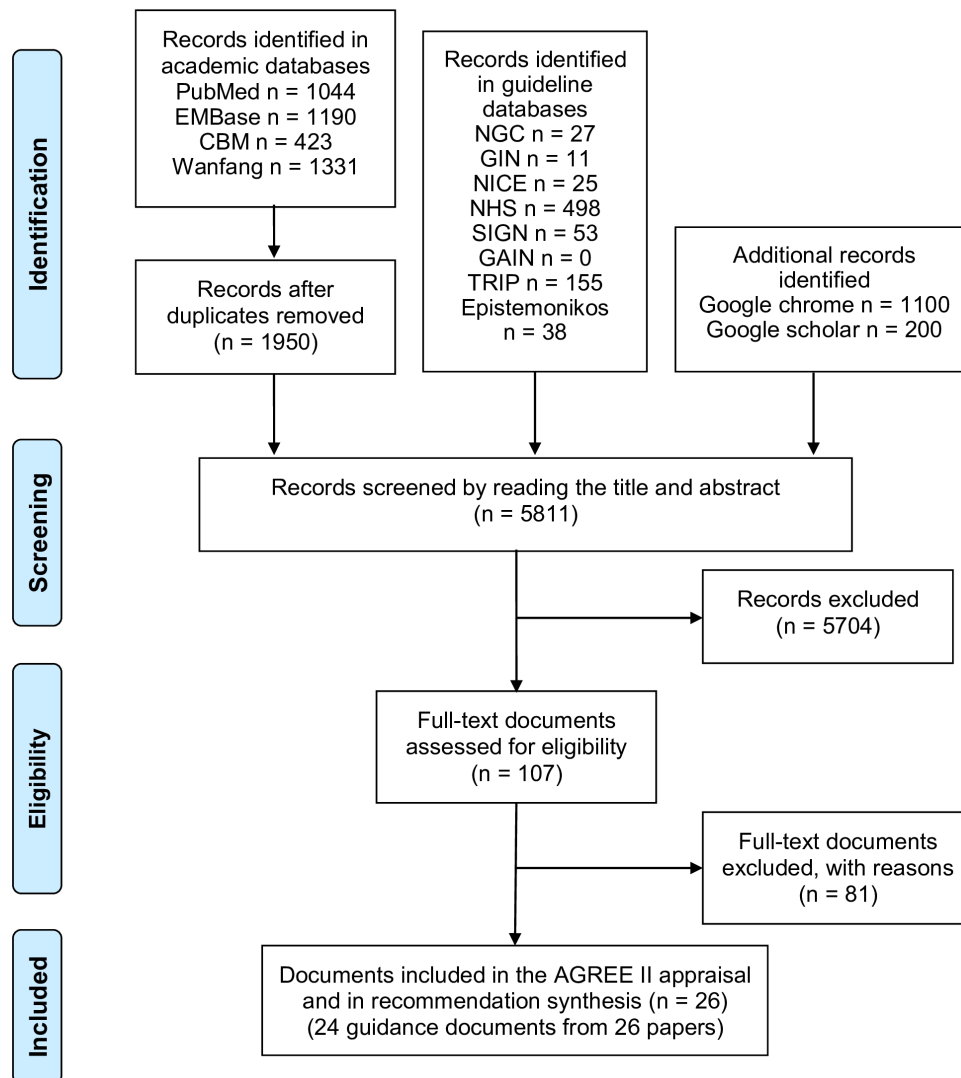 Identification
Records identified in
academic databases
PubMed n = 1044
EMBase n = 1190
CBM n = 423
Wanfang n = 1331
Records after
duplicates removed
(n = 1950)
Records identified
in guideline
databases
NGC n = 27
GIN n = 11
NICE n = 25
NHS n = 498
SIGN n = 53
GAIN n = 0
TRIP n = 155
Epistemonikos
n = 38
Additional records
identified
Google chrome n = 1100
Google scholar n = 200
Screening
Records screened by reading the title and abstract
(n = 5811)
Records excluded
(n = 5704)
Eligibility
Full-text documents
assessed for eligibility
(n = 107)
Full-text documents
excluded, with reasons
(n = 81)
Included
Documents included in the AGREE II appraisal
and in recommendation synthesis (n = 26)
(24 guidance documents from 26 papers)